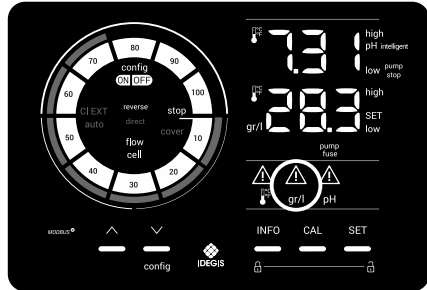 80
70
90
60
100
50
10
40
20
30
config
ON OFF
reverse
direct
Cl EXT
auto
stop
cover
flow
cell
°C
°F
7.31
high
pH intelligent
low pump
stop
°C
°F
gr/l
28.3
high
SET
low
pump
fuse
°C
°F
gr/l
pH
MODBUS
config
IDEGIS
INFO
CAL
SET